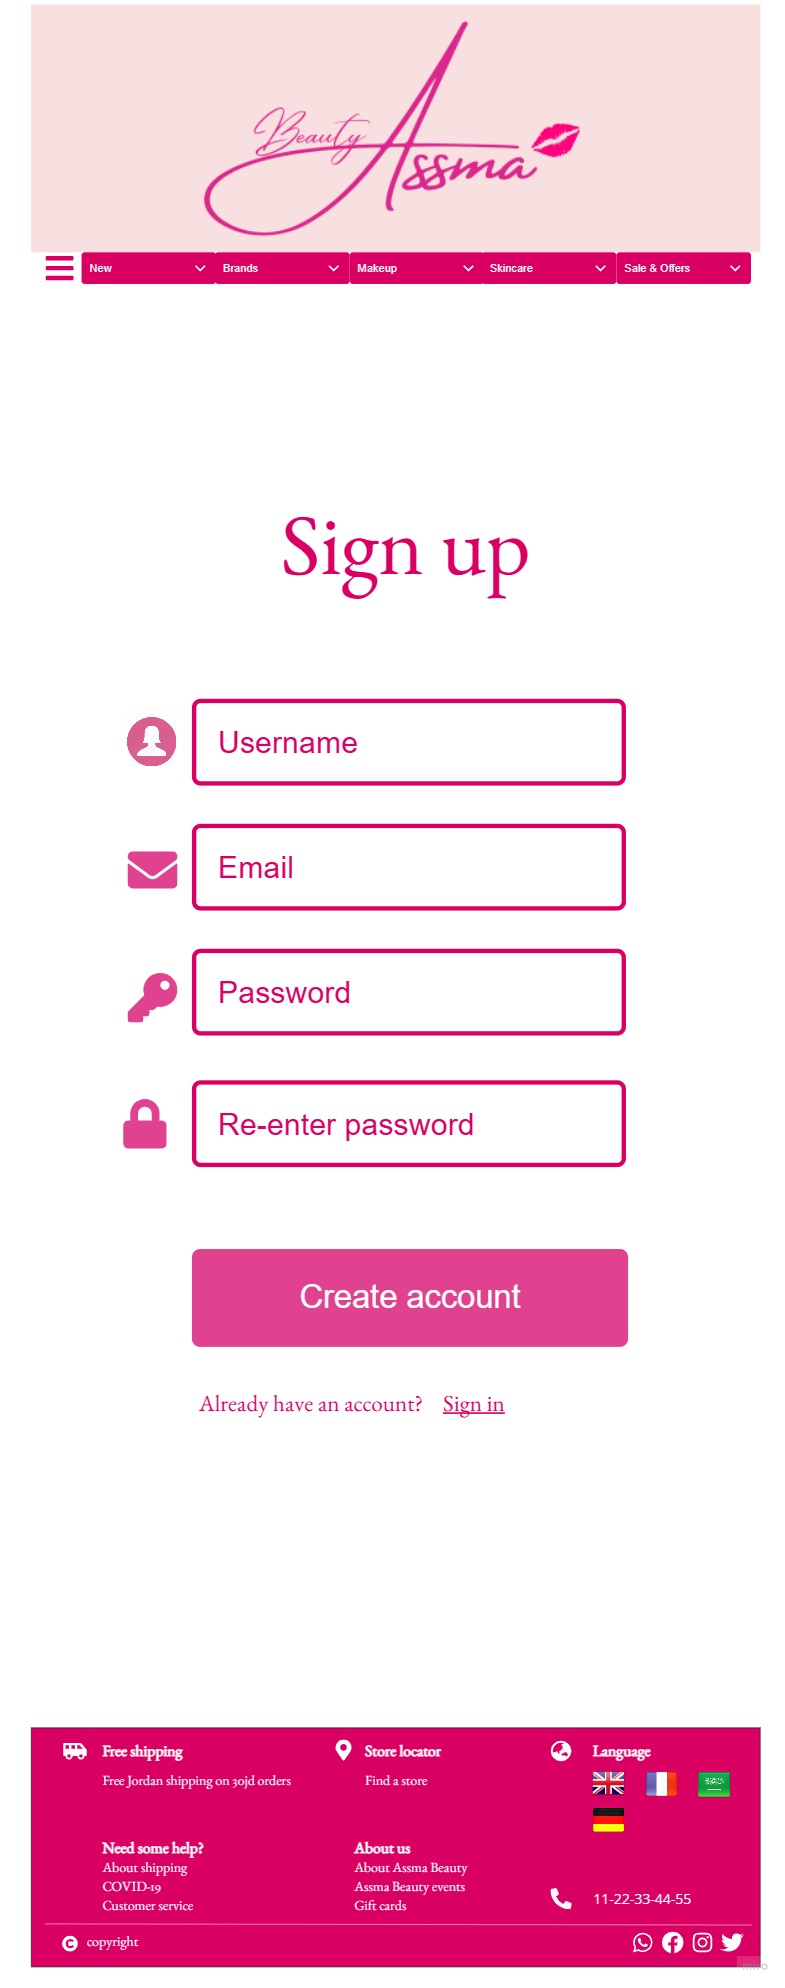 Beauty
Assma
New Brands Makeup Skincare Sale & Offers
Sign up
Username
Email
Password
Re-enter password
Create account
Already have an account? Sign in
Free shipping Store locator Language
Free Jordan shipping on 30jd orders Find a store
Need some help? About us
About shipping About Assma Beauty
COVID-19 Assma Beauty events
Customer service Gift cards 11-22-33-44-55
copyright
miro